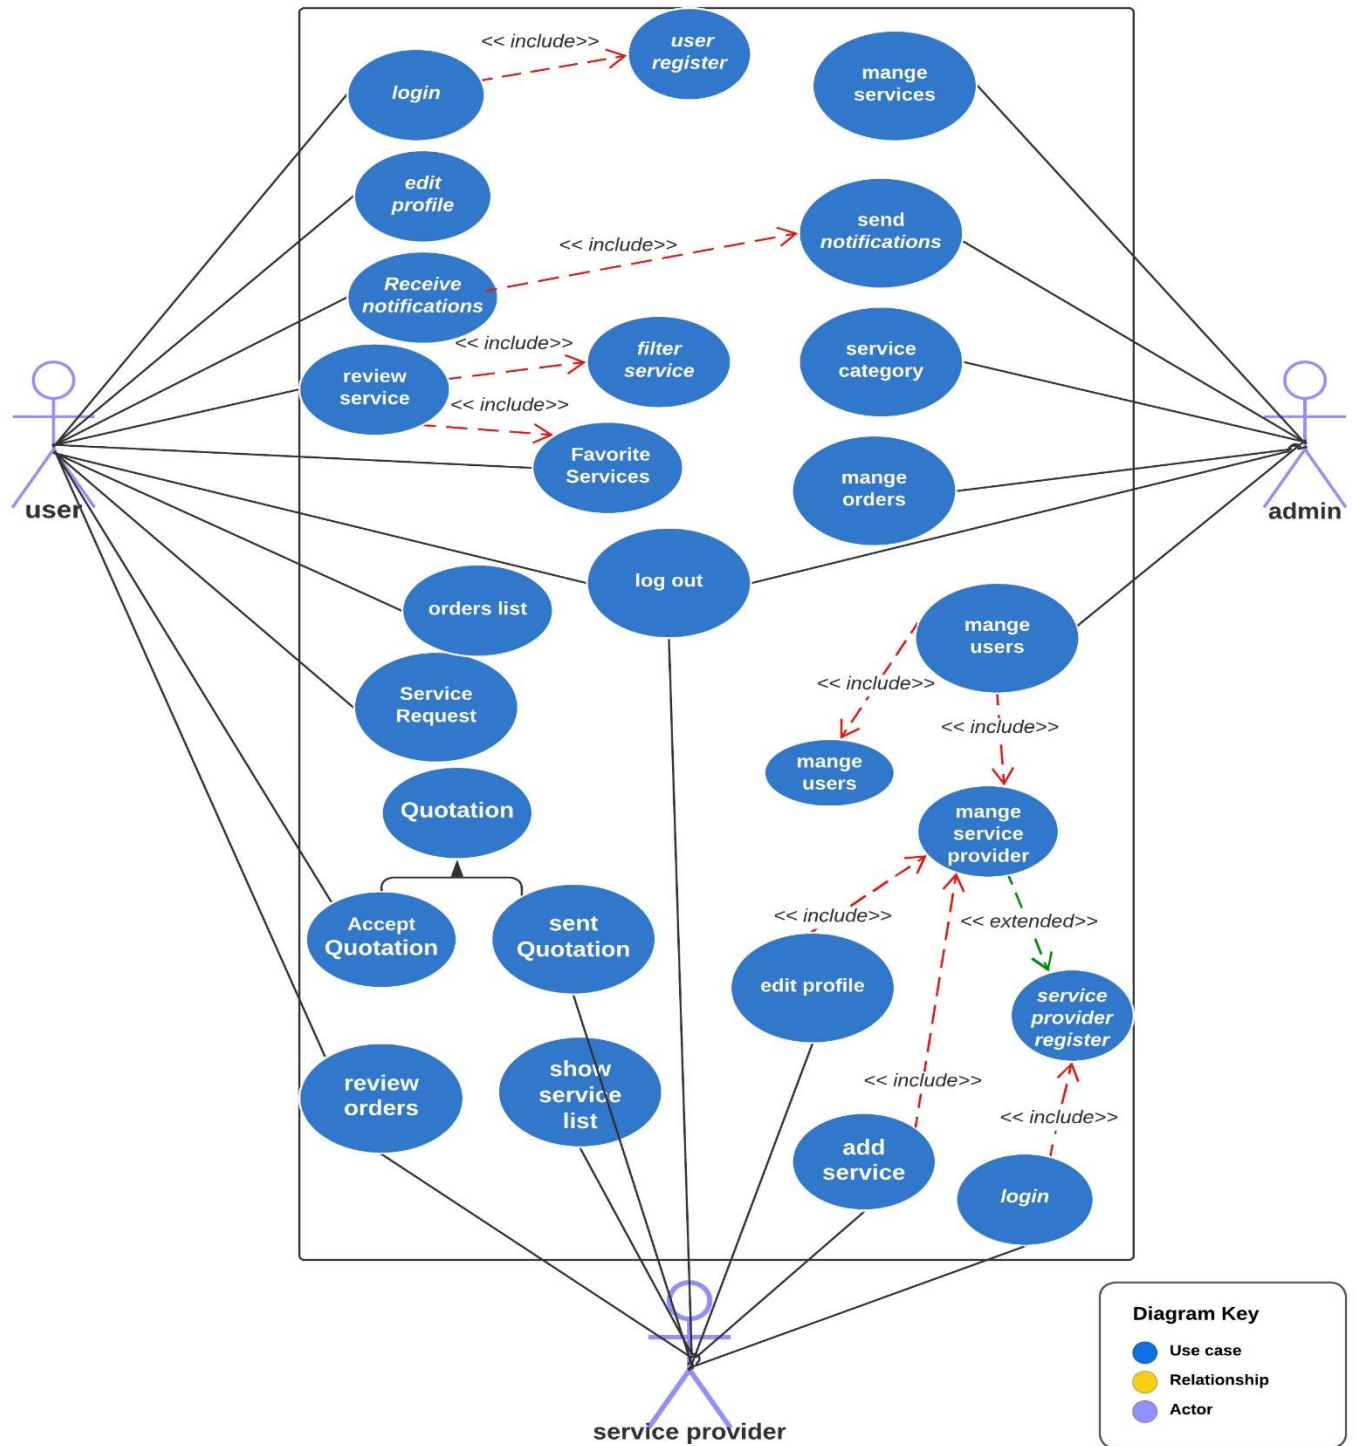 << include>>
user
register
login
mange
services
edit
profile
send
notifications
<< include>>
Receive
notifications
<< include>>
filter
service
service
category
review
service
<< include>>
Favorite
Services
mange
orders
user
admin
log out
orders list
mange
users
<< include>>
Service
Request
<< include>>
mange
users
Quotation
mange
service
provider
Accept
Quotation
sent
Quotation
<< include>>
<< extended>>
edit profile
service
provider
register
review
orders
show
service
list
<< include>>
<< include>>
add
service
login
service provider
Diagram Key
Use case
Relationship
Actor